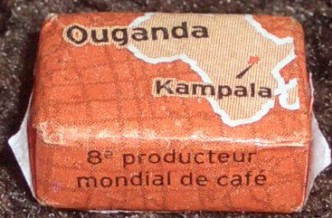 Ouganda
Kampala
8e producteur
mondial de café